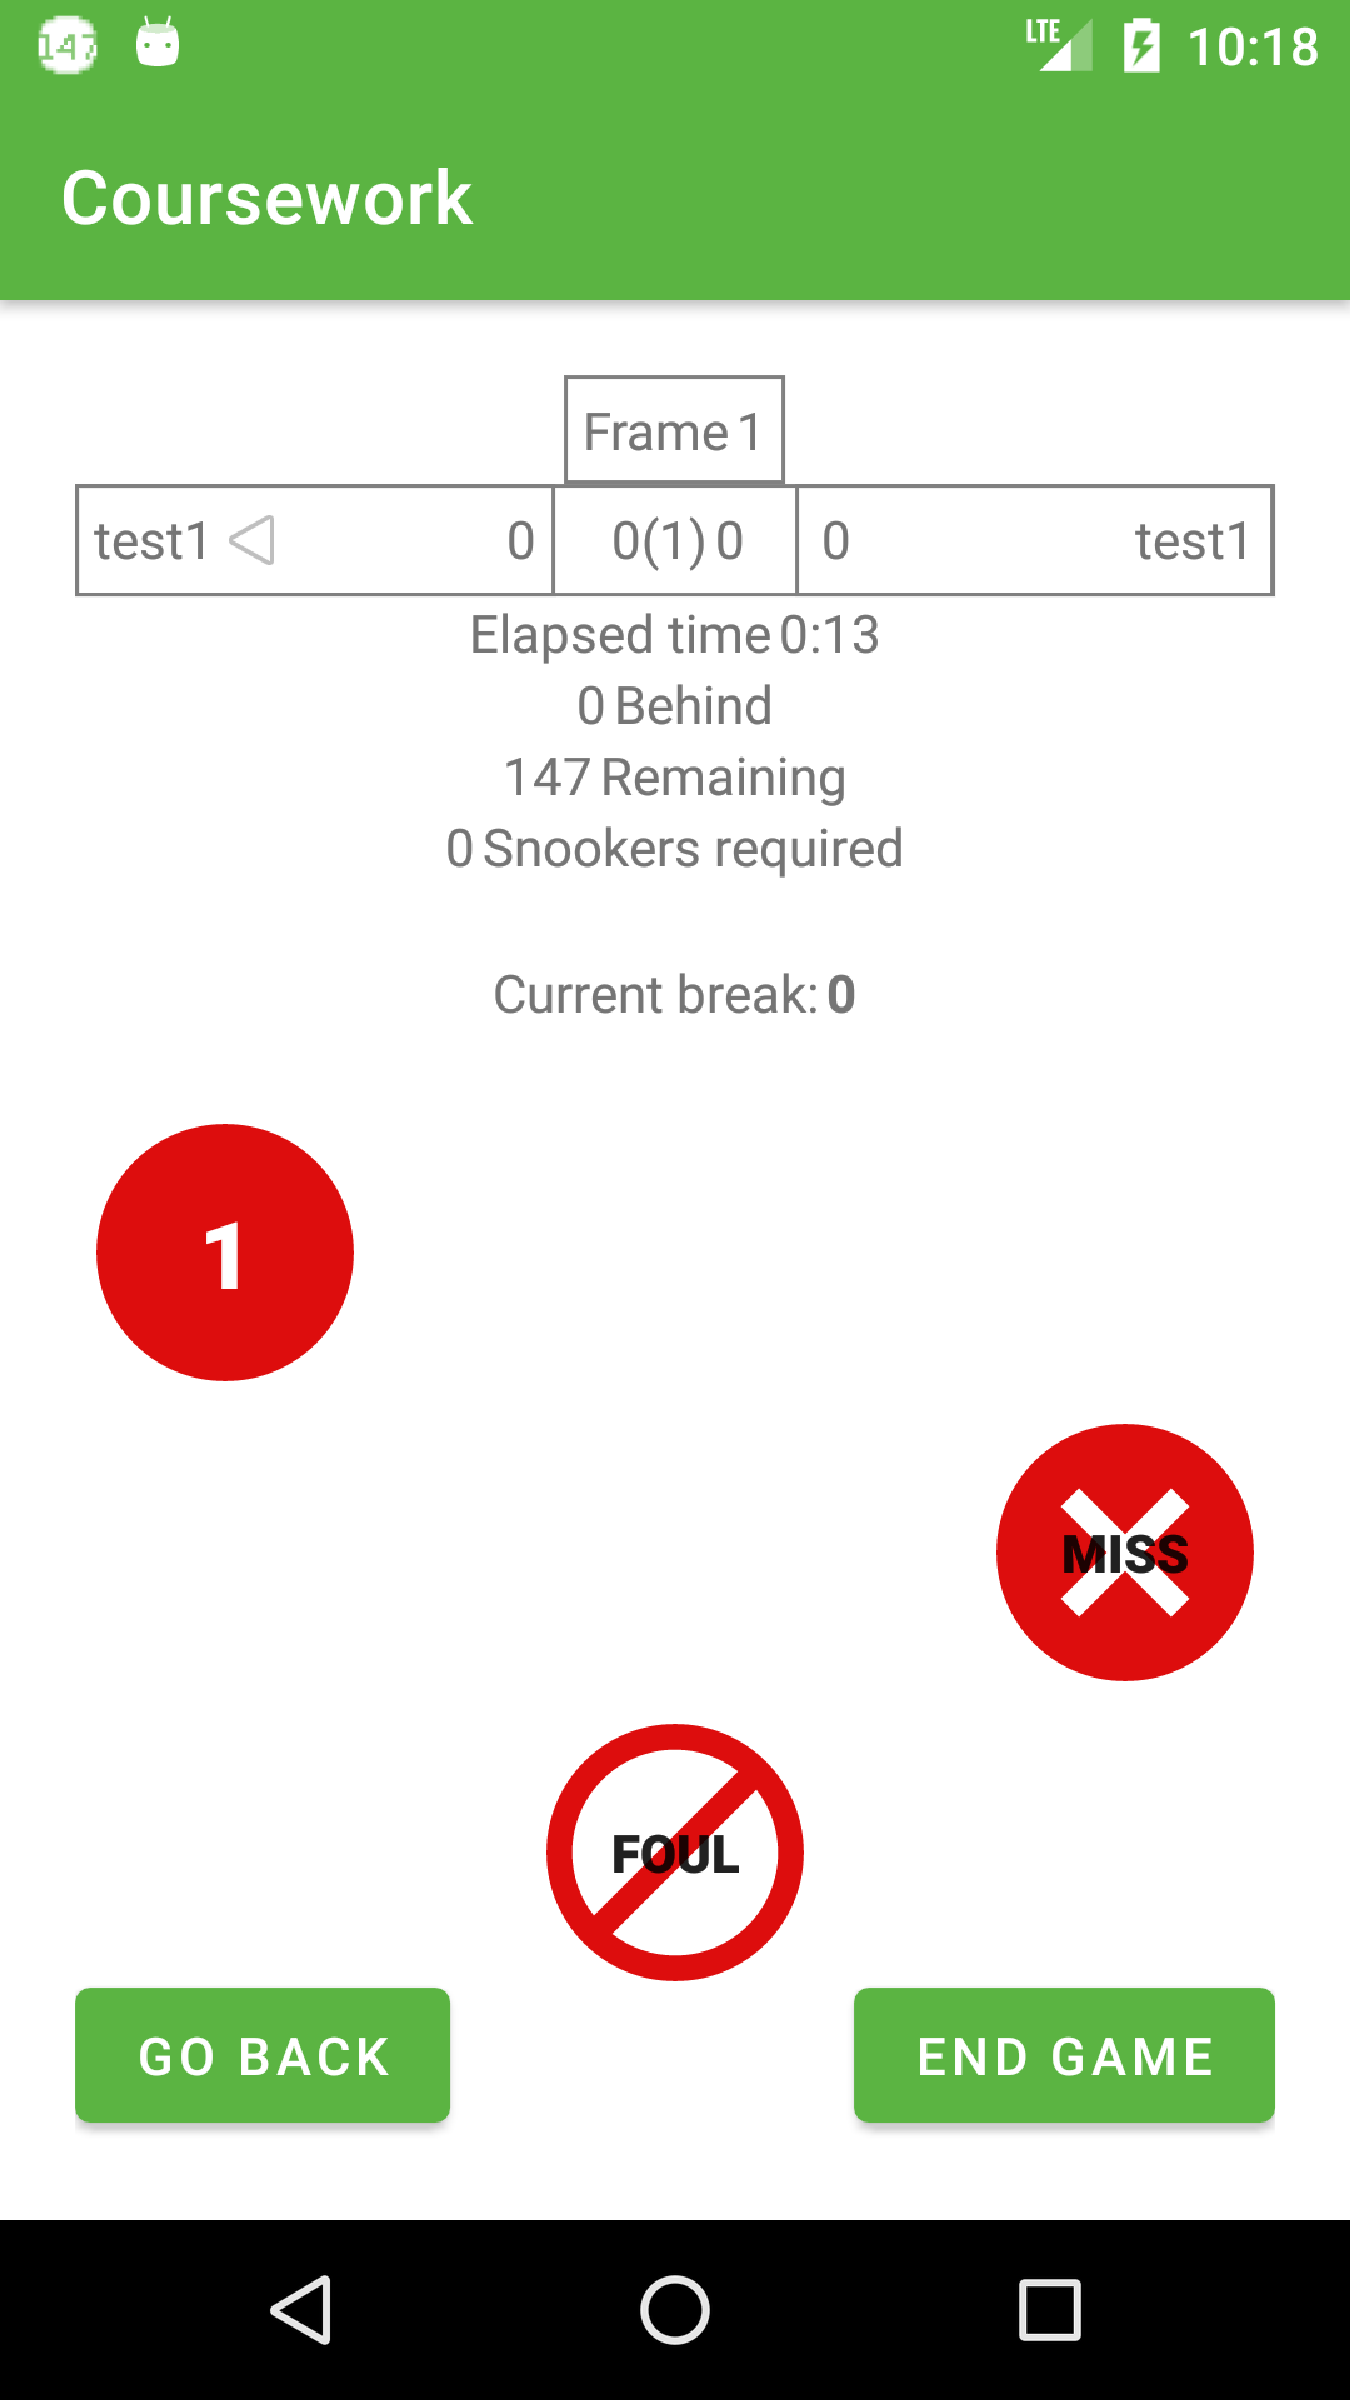 147
LTE 10:18
Coursework
Frame 1
test1 0 0(1) 0 0 test1
Elapsed time 0:13
0 Behind
147 Remaining
0 Snookers required
Current break: 0
1
MISS
FOUL
GO BACK END GAME